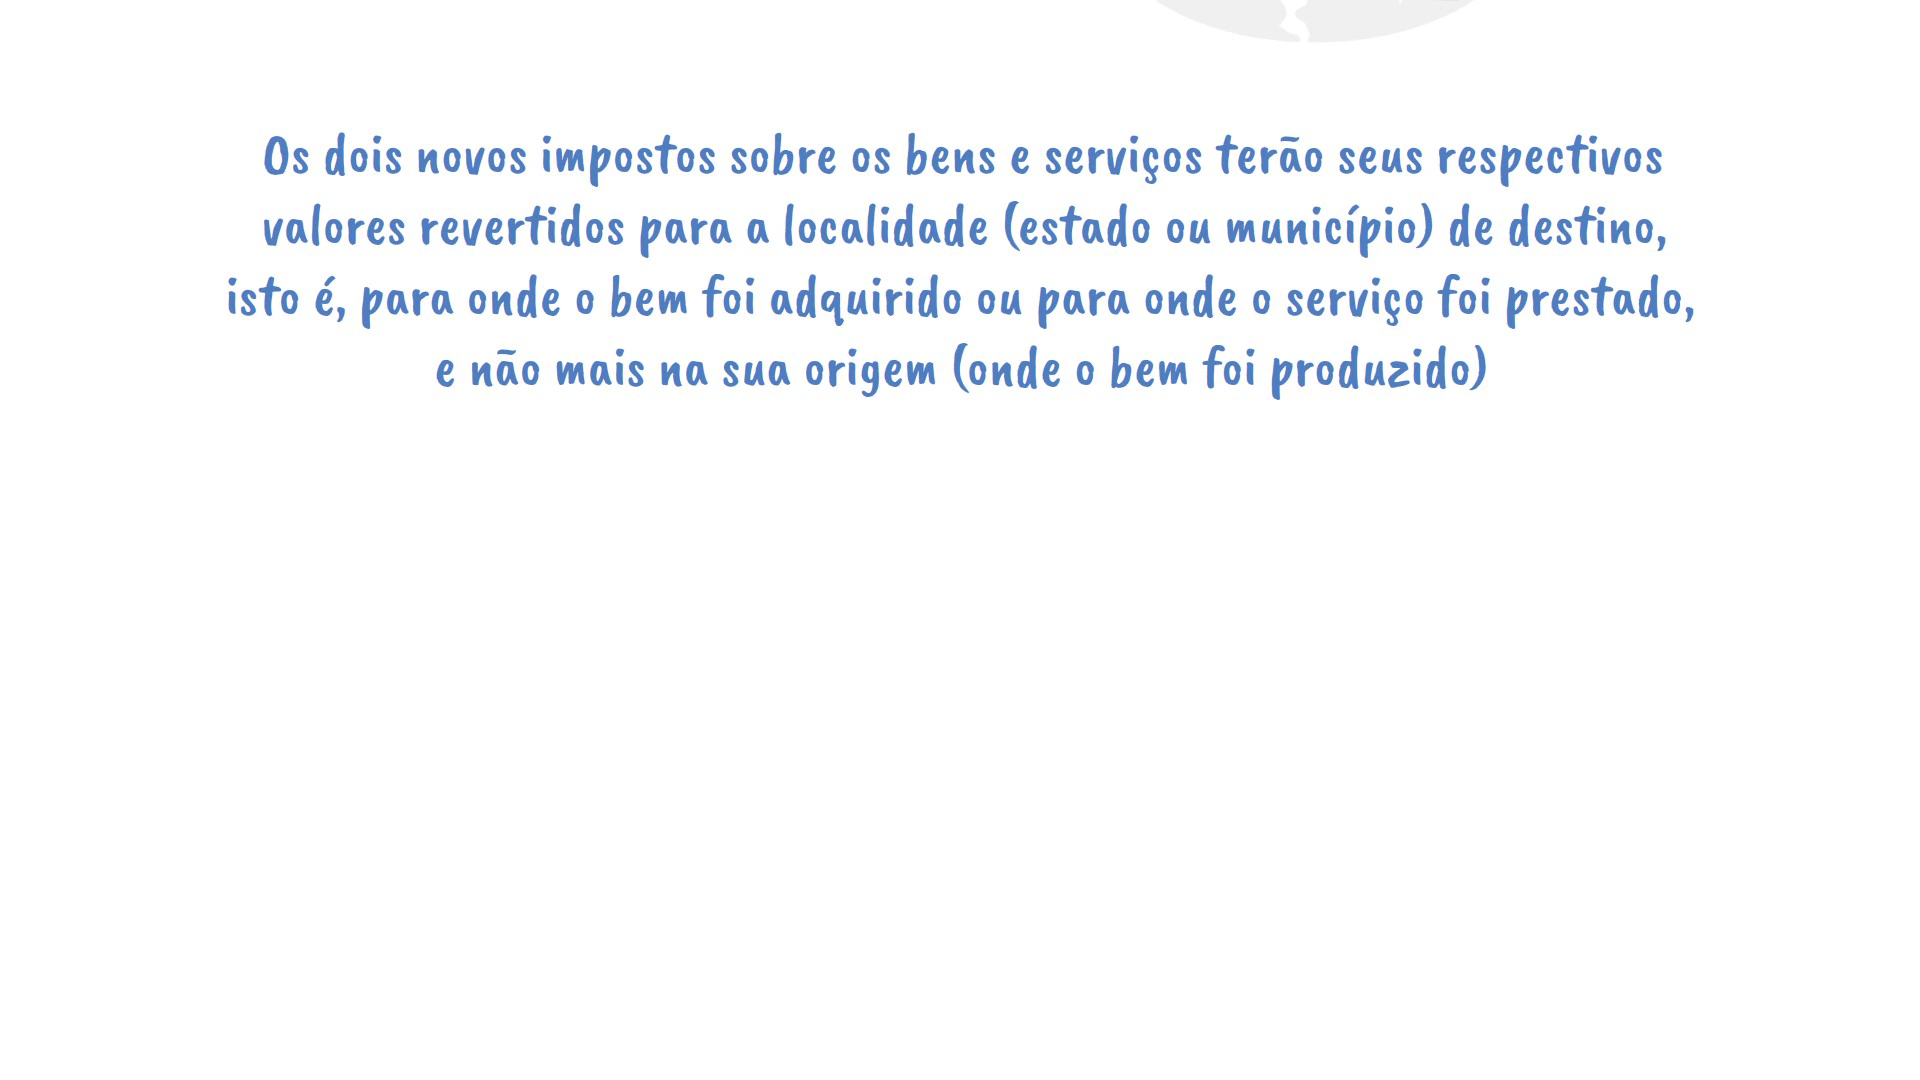 Os dois novos impostos sobre os bens e serviços terão seus respectivos
valores revertidos para a localidade (estado ou município) de destino,
isto é, para onde o bem foi adquirido ou para onde o serviço foi prestado,
e não mais na sua origem (onde o bem foi produzido)